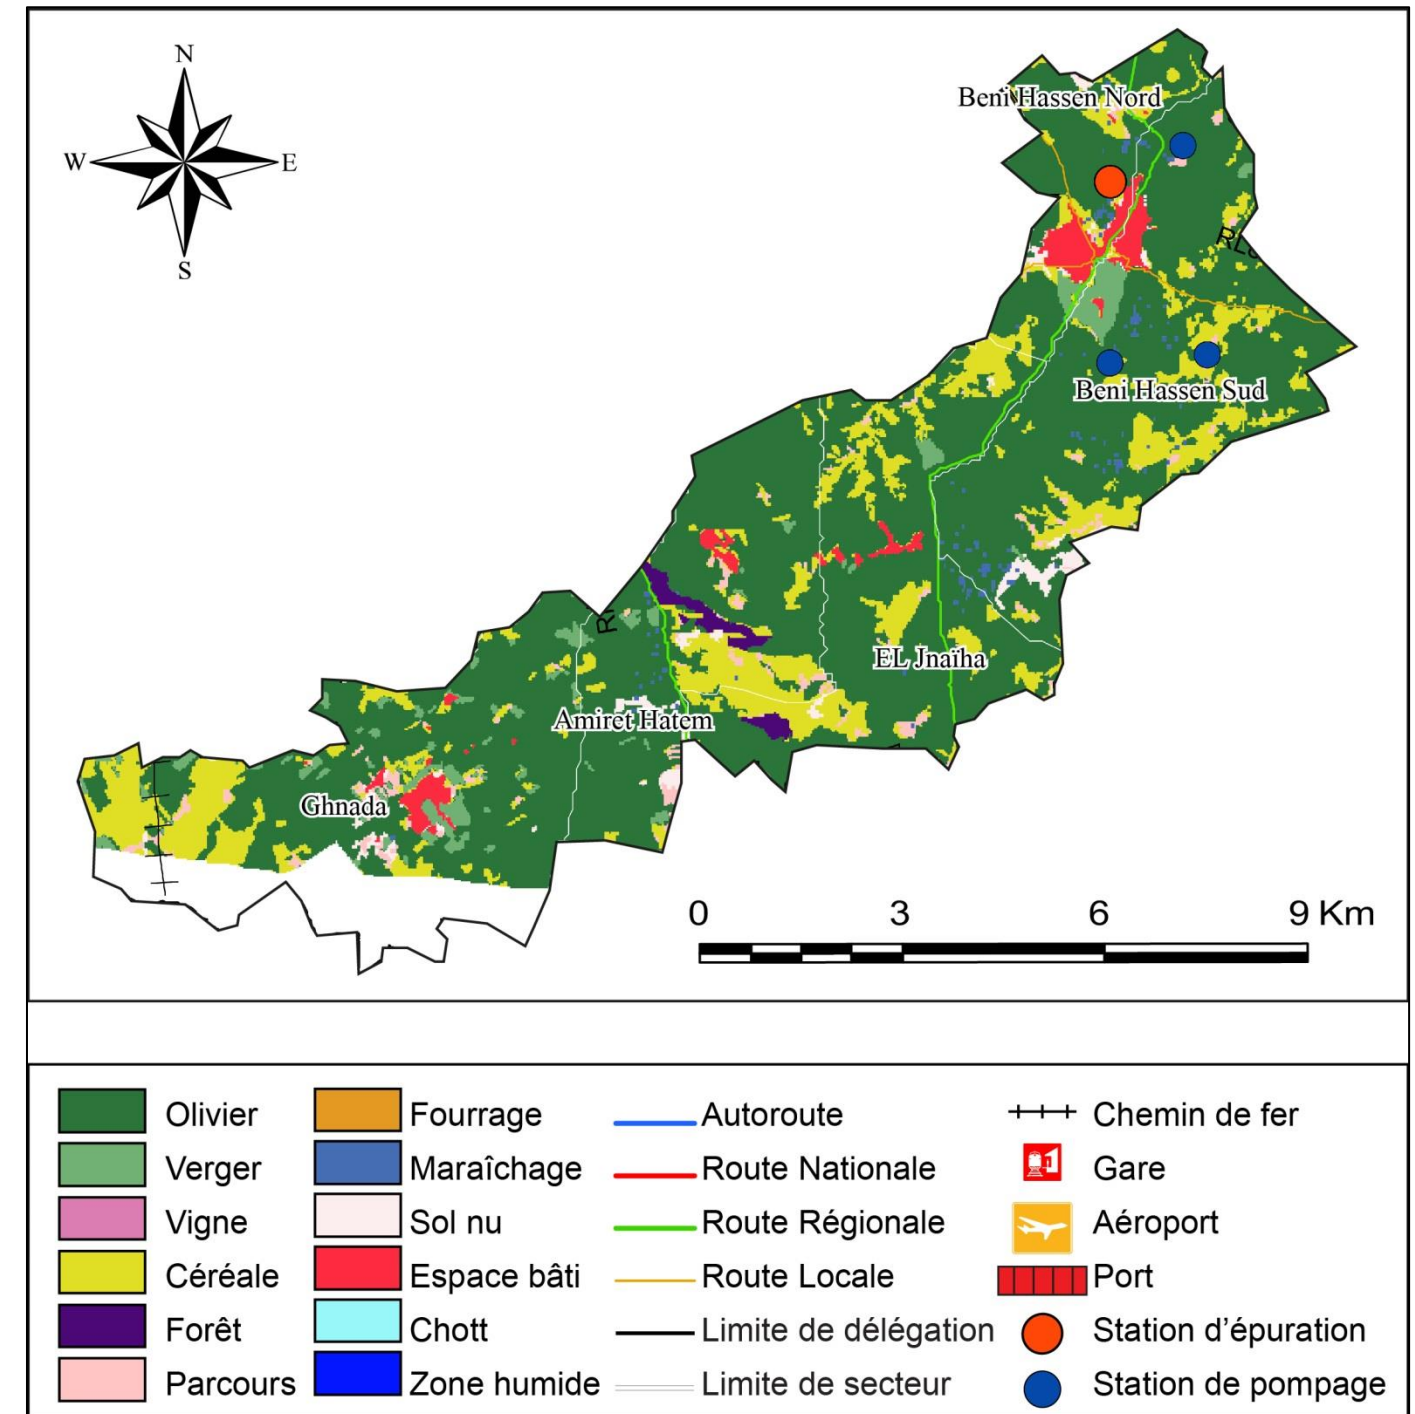 N
W E
S
Beni Hassen Nord
Beni Hassen Sud
EL Jnaïha
Amiret Hatem
Ghnada
0 3 6 9 Km
Olivier
Verger
Vigne
Céréale
Forêt
Parcours
Fourrage
Maraîchage
Sol nu
Espace bâti
Chott
Zone humide
Autoroute
Route Nationale
Route Régionale
Route Locale
Limite de délégation
Limite de secteur
Chemin de fer
Gare
Aéroport
Port
Station d’épuration
Station de pompage